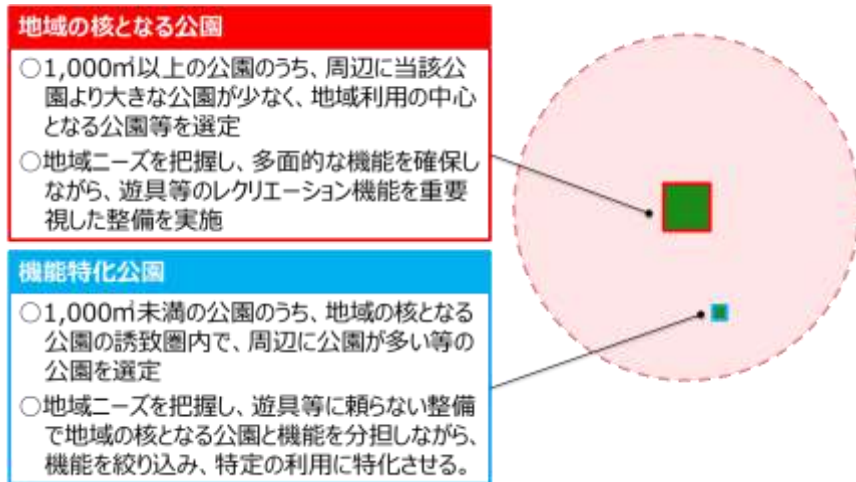 地域の核となる公園
○1,000㎡以上の公園のうち、周辺に当該公
園より大きな公園が少なく、地域利用の中心
となる公園等を選定
○地域ニーズを把握し、多面的な機能を確保し
ながら、遊具等のレクリエーション機能を重要
視した整備を実施
機能特化公園
○1,000㎡未満の公園のうち、地域の核となる
公園の誘致圏内で、周辺に公園が多い等の
公園を選定
○地域ニーズを把握し、遊具等に頼らない整備
で地域の核となる公園と機能を分担しながら、
機能を絞り込み、特定の利用に特化させる。